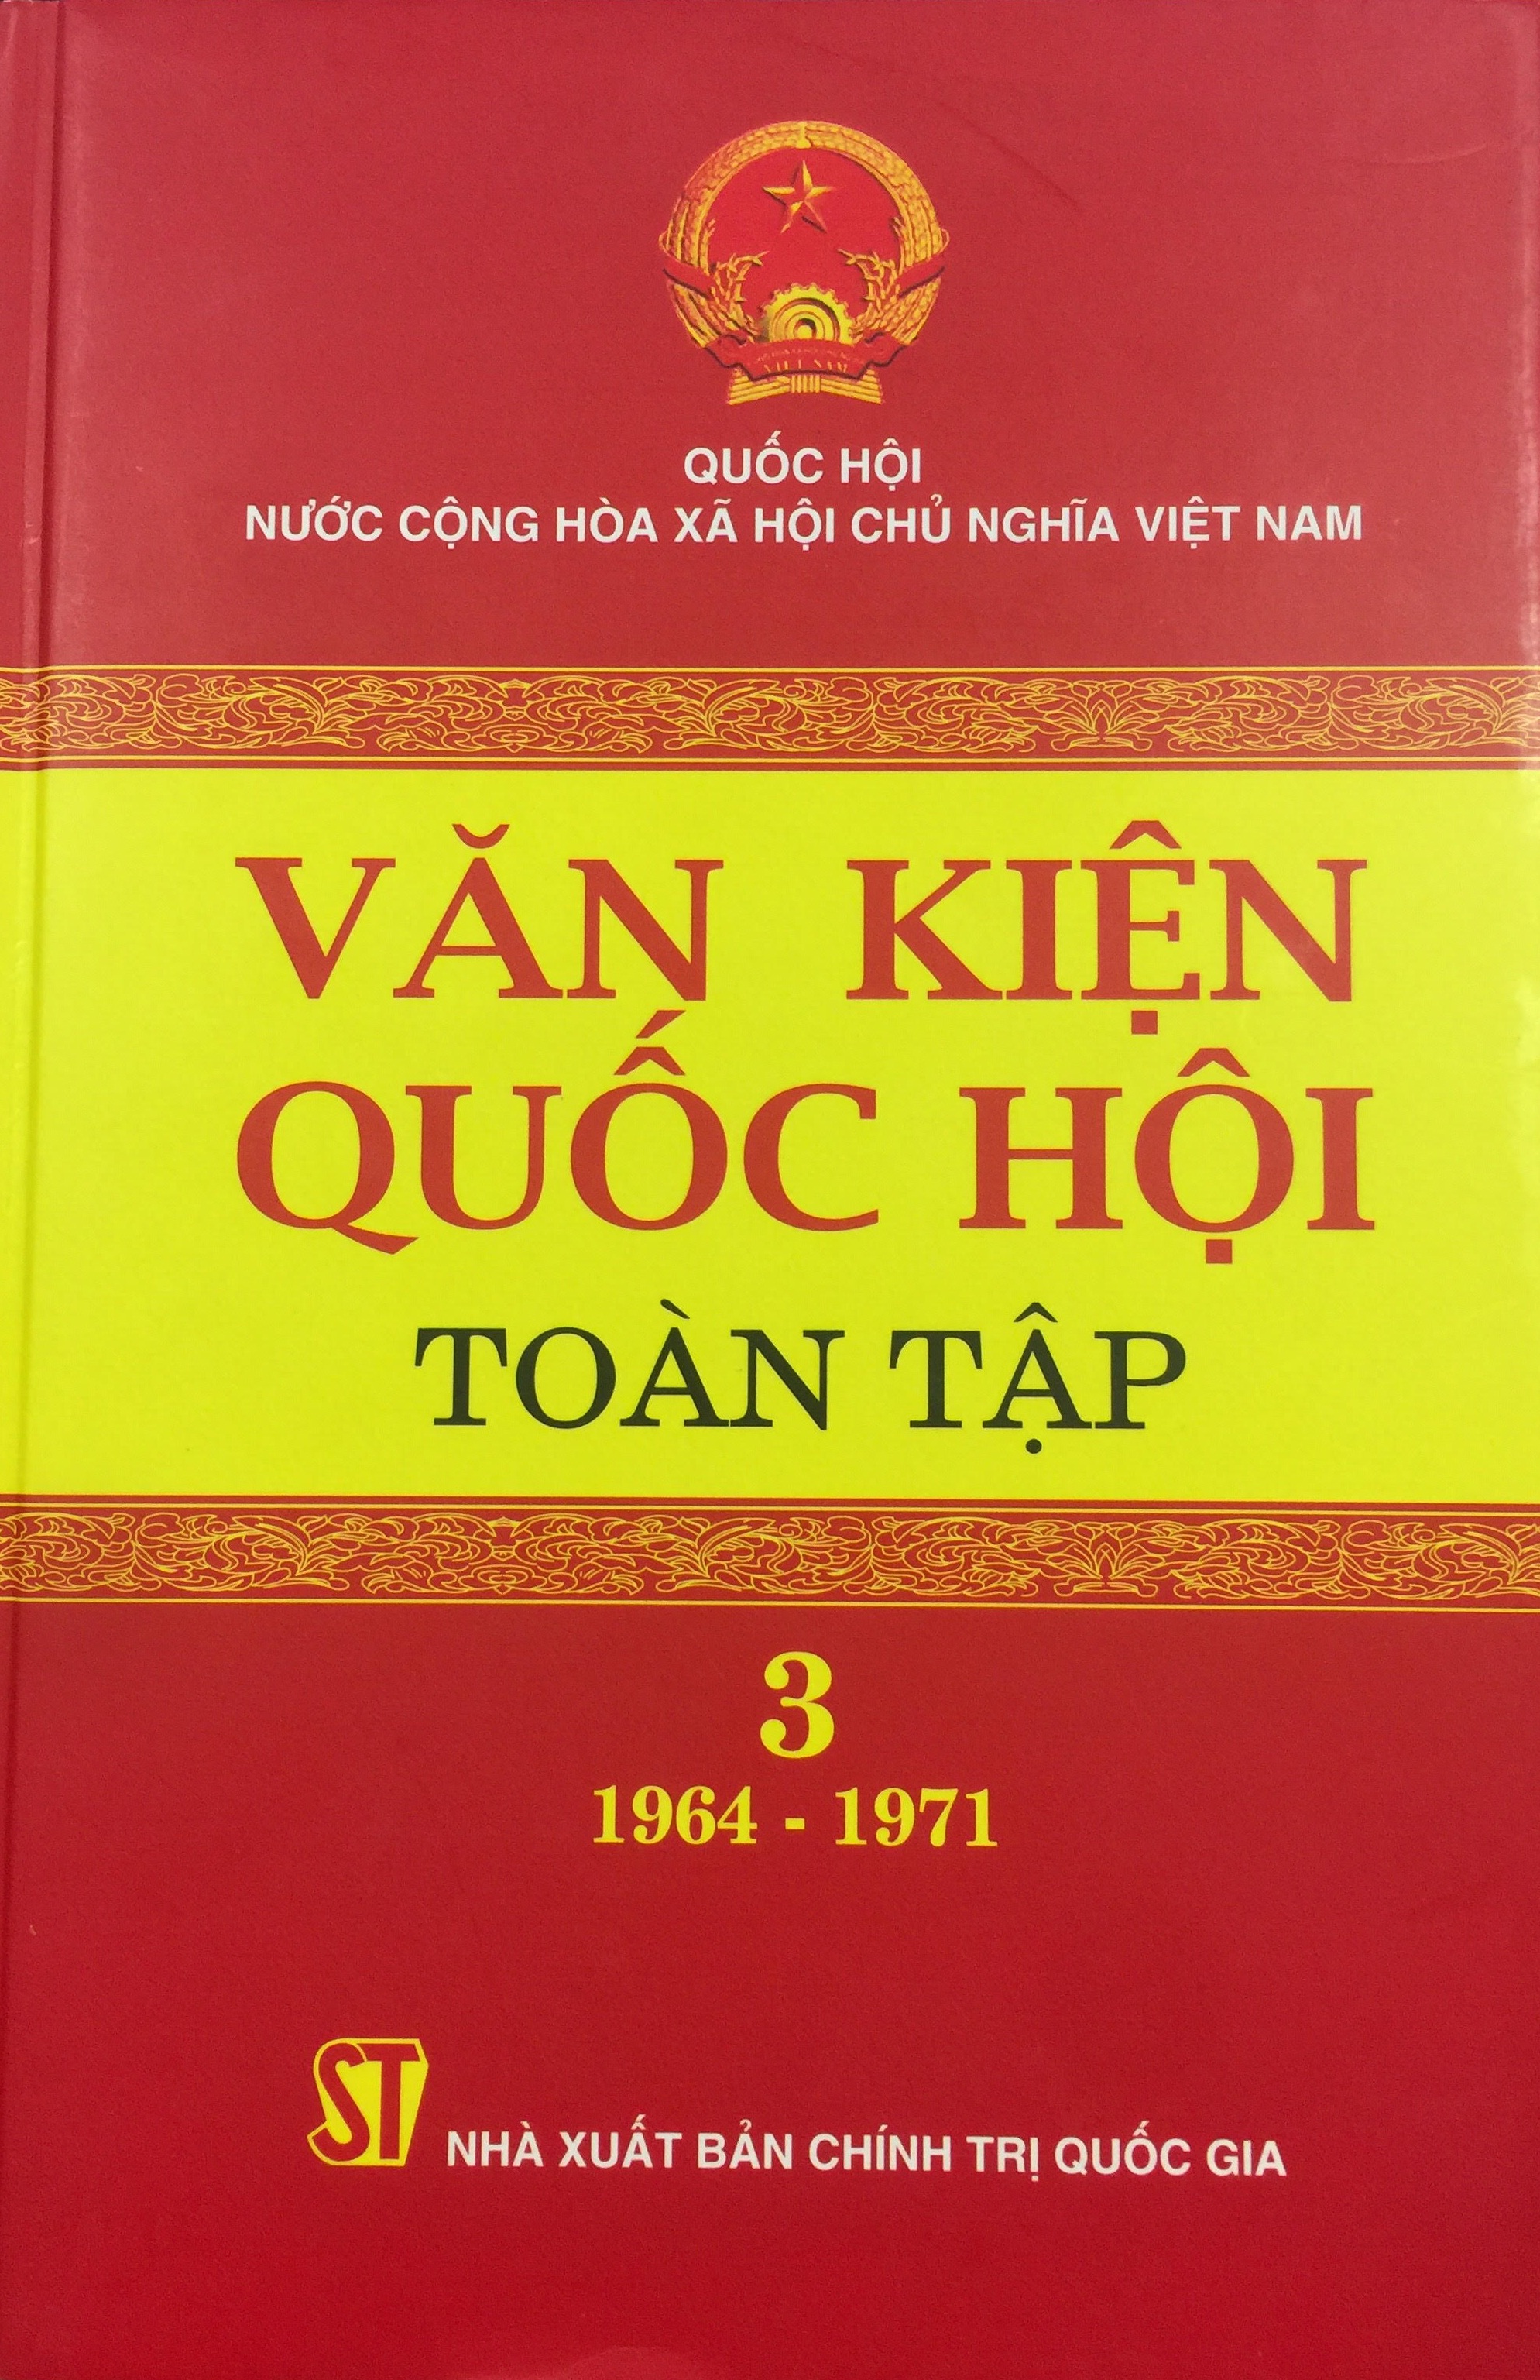 QUỐC HỘI
NƯỚC CỘNG HÒA XÃ HỘI CHỦ NGHĨA VIỆT NAM
VĂN KIỆN
QUỐC HỘI
TOÀN TẬP
3
1964 - 1971
ST
NHÀ XUẤT BẢN CHÍNH TRỊ QUỐC GIA